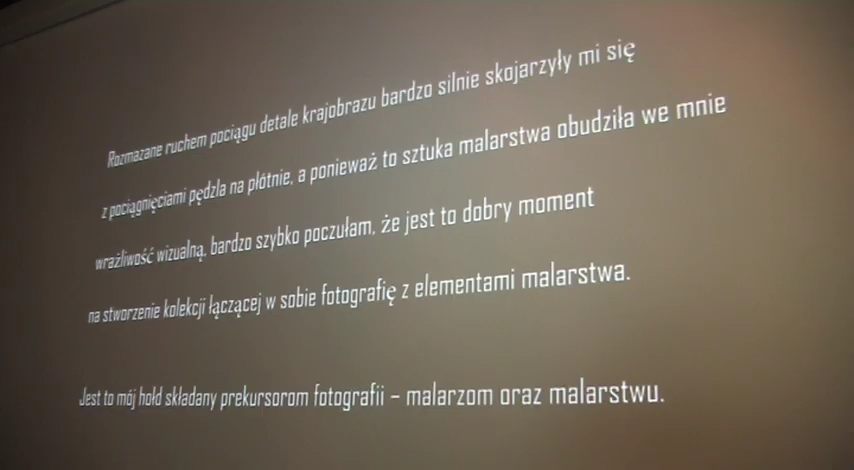 Rozmazane ruchem pociągu detale krajobrazu bardzo silnie skojarzyły mi się
z pociągnięciami pędzla na płótnie, a ponieważ to sztuka malarstwa obudziła we mnie
wrażliwość wizualną, bardzo szybko poczułam, że jest to dobry moment
na stworzenie kolekcji łączącej w sobie fotografię z elementami malarstwa.
Jest to mój hołd składany prekursorom fotografii – malarzom oraz malarstwu.